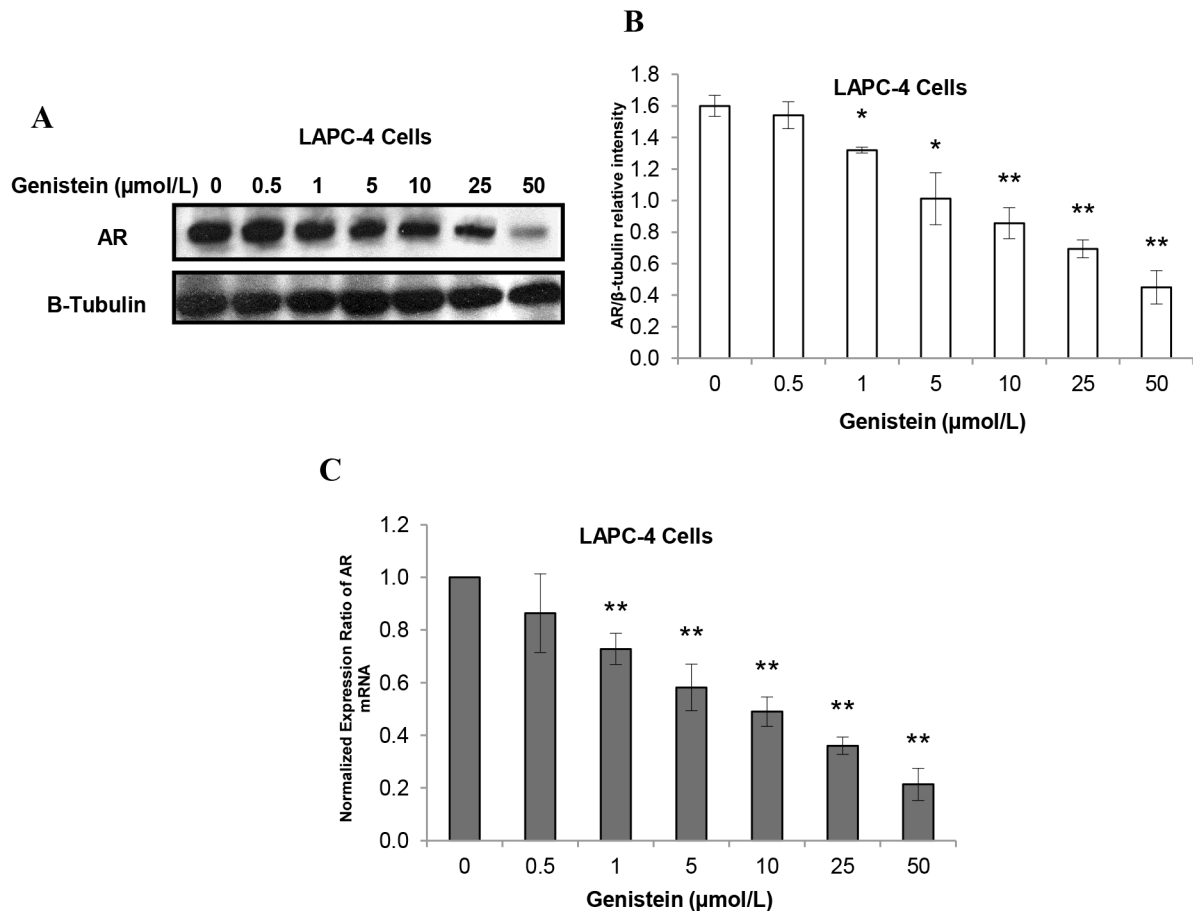 A
LAPC-4 Cells
Genistein (µmol/L) 0 0.5 1 5 10 25 50
AR
B-Tubulin
B
LAPC-4 Cells
AR/β-tubulin relative intensity
1.8
1.6
1.4
1.2
1.0
0.8
0.6
0.4
0.2
0.0
* * ** ** **
0 0.5 1 5 10 25 50
Genistein (µmol/L)
C
LAPC-4 Cells
Normalized Expression Ratio of AR
mRNA
1.2
1.0
0.8
0.6
0.4
0.2
0.0
** ** ** ** **
0 0.5 1 5 10 25 50
Genistein (µmol/L)